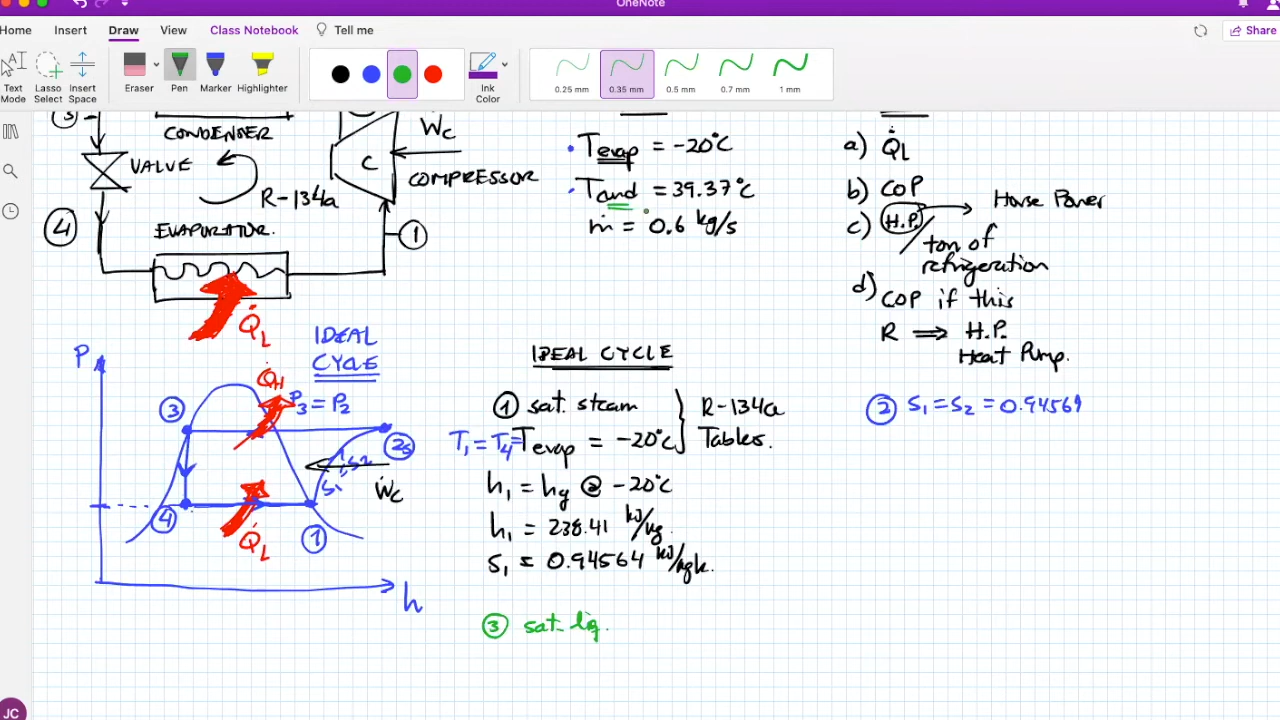 OneNote
Home Insert Draw View Class Notebook Tell me
Share
Text Mode
Lasso Select
Insert Space
Eraser
Pen
Marker
Highlighter
Ink Color
0.25 mm
0.35 mm
0.5 mm
0.7 mm
1 mm
3
CONDENSER
VALVE
R-134a
C
Ẇc
COMPRESSOR
4
EVAPORATOR.
1
Q̇L
Tevap = -20°C
Tcond = 39.37°C
ṁ = 0.6 kg/s
a) Q̇L
b) COP
c) H.P. / ton of refrigeration
Horse Power
d) COP if this
R ⟹ H.P.
Heat Pump.
IDEAL
CYCLE
P
Q̇H
P3 = P2
3
2s
S1 = S2
Ẇc
4
1
Q̇L
h
IDEAL CYCLE
1 sat. steam
T1 = T4 = Tevap = -20°C
R-134a
Tables.
h1 = hg @ -20°C
h1 = 238.41 kJ/kg.
s1 = 0.94564 kJ/kgK.
3 sat. liq.
2 S1 = S2 = 0.94564
JC